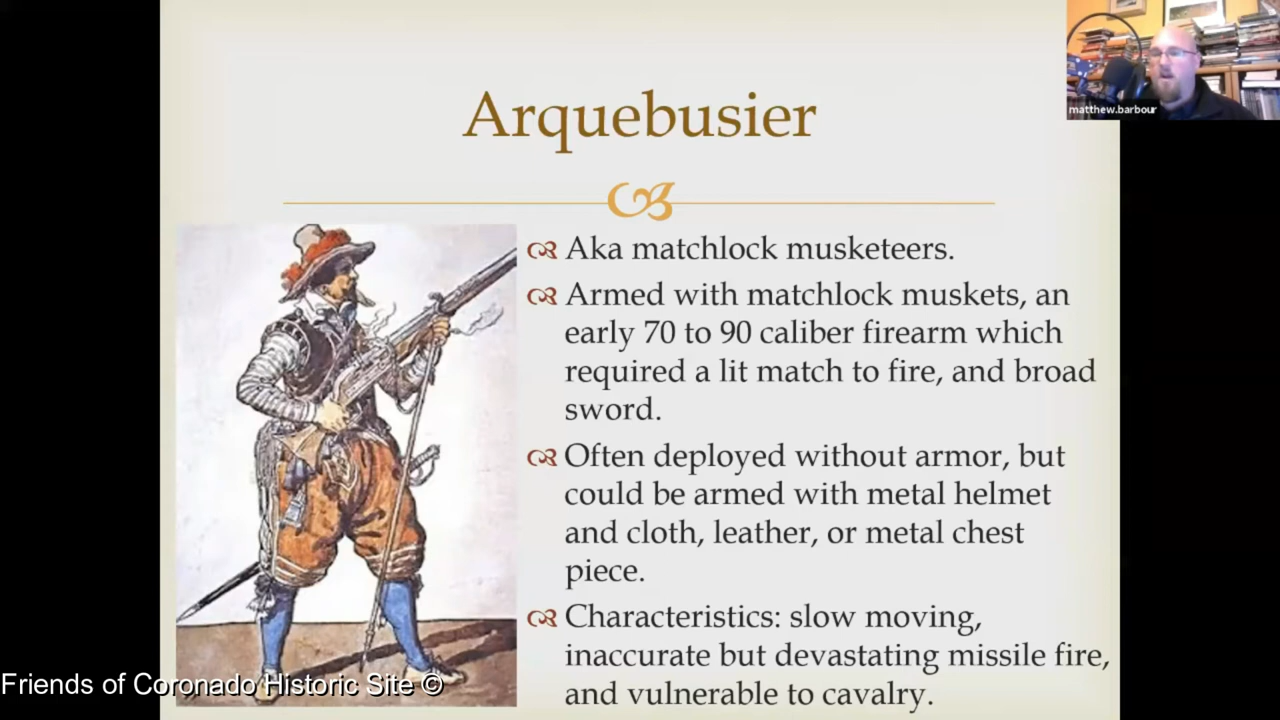 matthew.barbour
Arquebusier
Aka matchlock musketeers.
Armed with matchlock muskets, an
early 70 to 90 caliber firearm which
required a lit match to fire, and broad
sword.
Often deployed without armor, but
could be armed with metal helmet
and cloth, leather, or metal chest
piece.
Characteristics: slow moving,
inaccurate but devastating missile fire,
and vulnerable to cavalry.
Friends of Coronado Historic Site ©